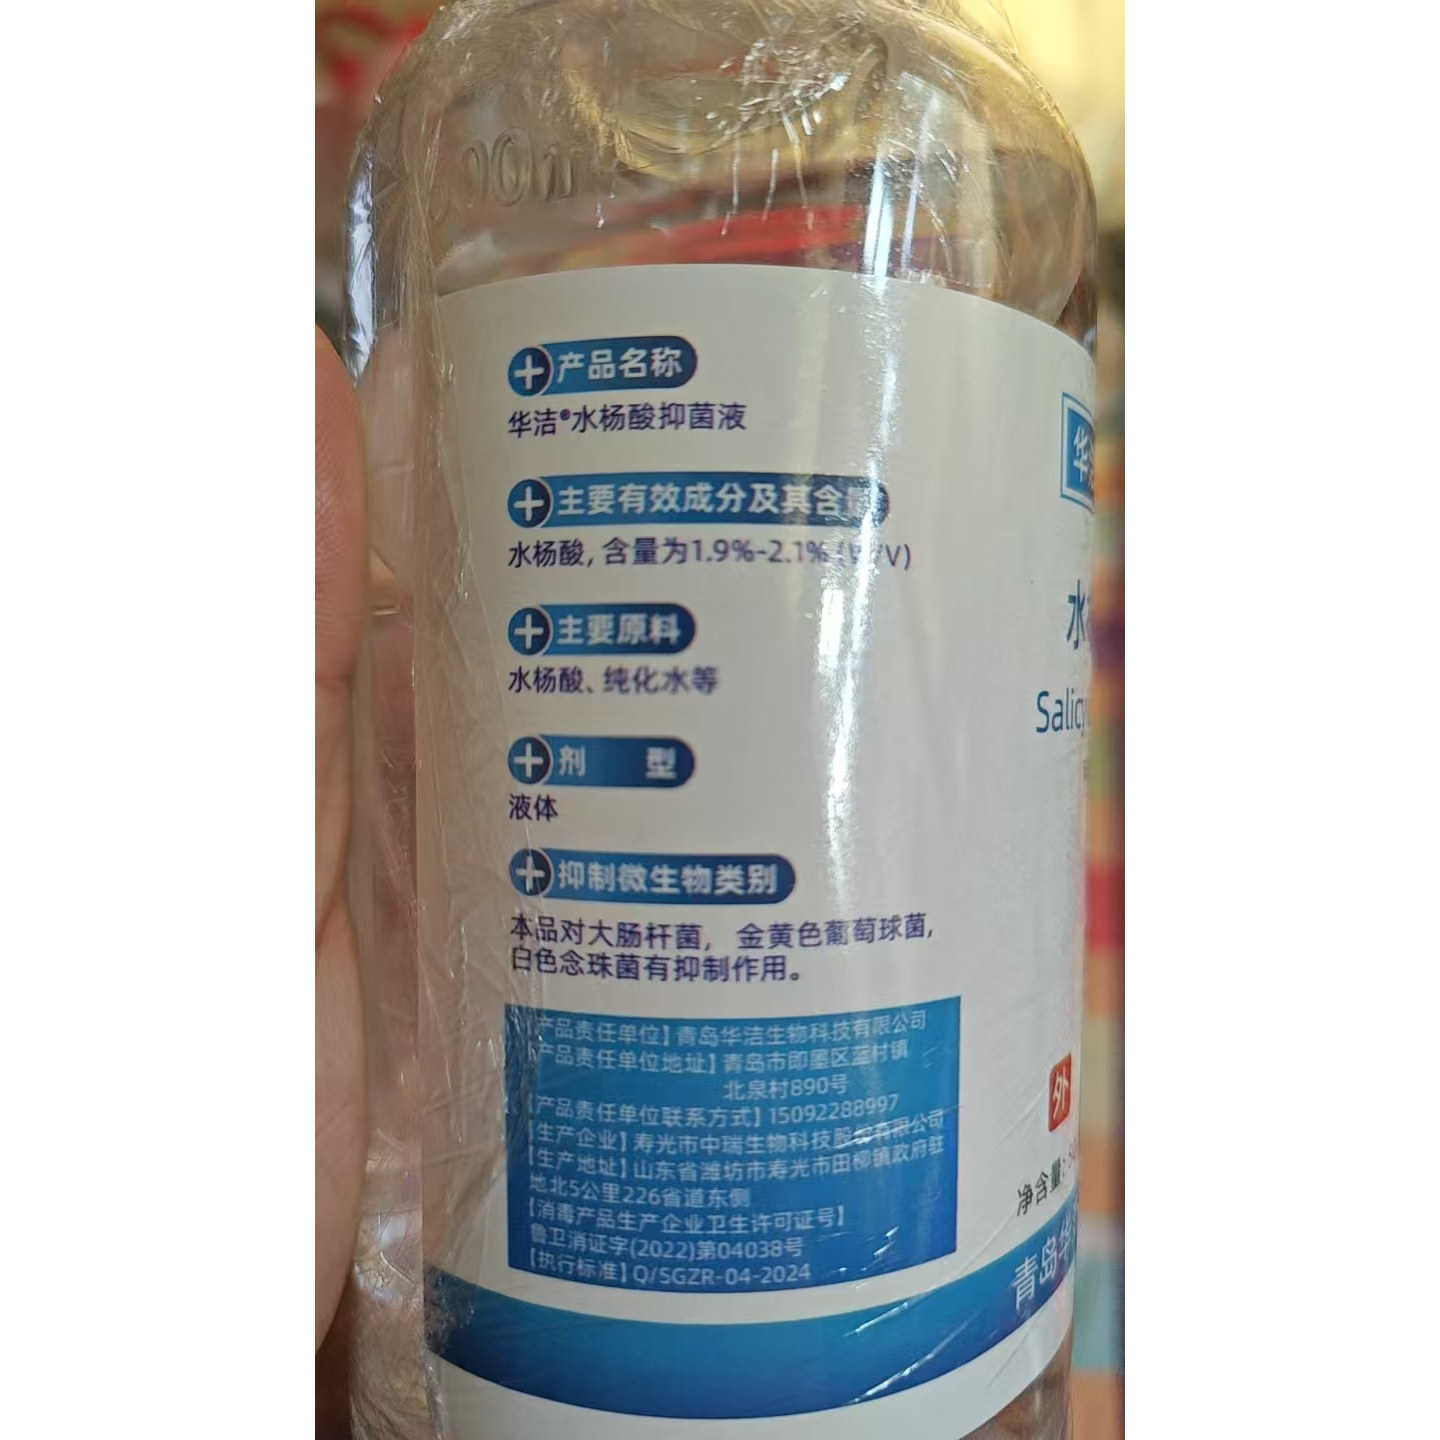 产品名称
华洁®水杨酸抑菌液
主要有效成分及其含量
水杨酸, 含量为1.9%-2.1% (W/V)
主要原料
水杨酸、纯化水等
剂 型
液体
抑制微生物类别
本品对大肠杆菌, 金黄色葡萄球菌,
白色念珠菌有抑制作用。
【产品责任单位】青岛华洁生物科技有限公司
【产品责任单位地址】青岛市即墨区蓝村镇
北泉村890号
【产品责任单位联系方式】15092288997
【生产企业】寿光市中瑞生物科技股份有限公司
【生产地址】山东省潍坊市寿光市田柳镇政府驻
地北5公里226省道东侧
【消毒产品生产企业卫生许可证号】
鲁卫消证字(2022)第04038号
【执行标准】Q/SGZR-04-2024
华洁
水
Salicy
外
净含量:
青岛华